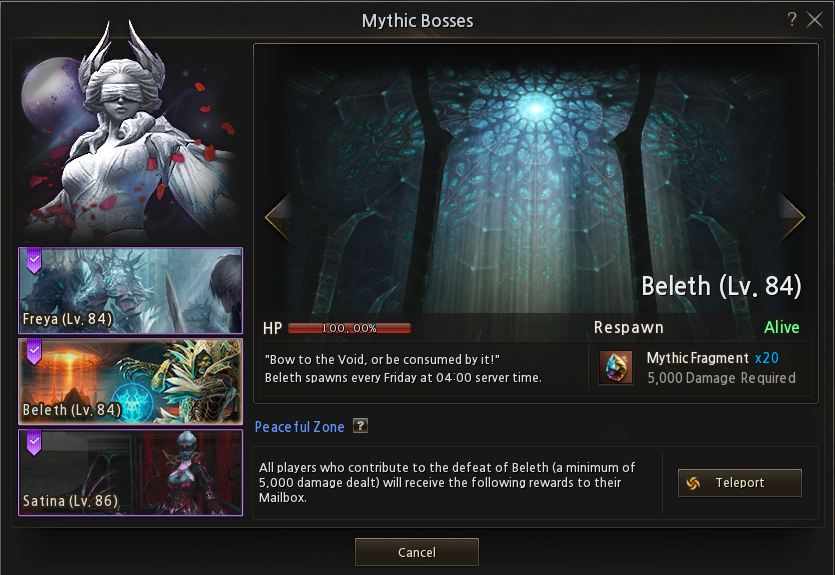 Mythic Bosses
?
Freya (Lv. 84)
Beleth (Lv. 84)
Satina (Lv. 86)
Beleth (Lv. 84)
HP 100.00% Respawn Alive
"Bow to the Void, or be consumed by it!"
Beleth spawns every Friday at 04:00 server time.
Mythic Fragment x20
5,000 Damage Required
Peaceful Zone ?
All players who contribute to the defeat of Beleth (a minimum of
5,000 damage dealt) will receive the following rewards to their
Mailbox.
Teleport
Cancel